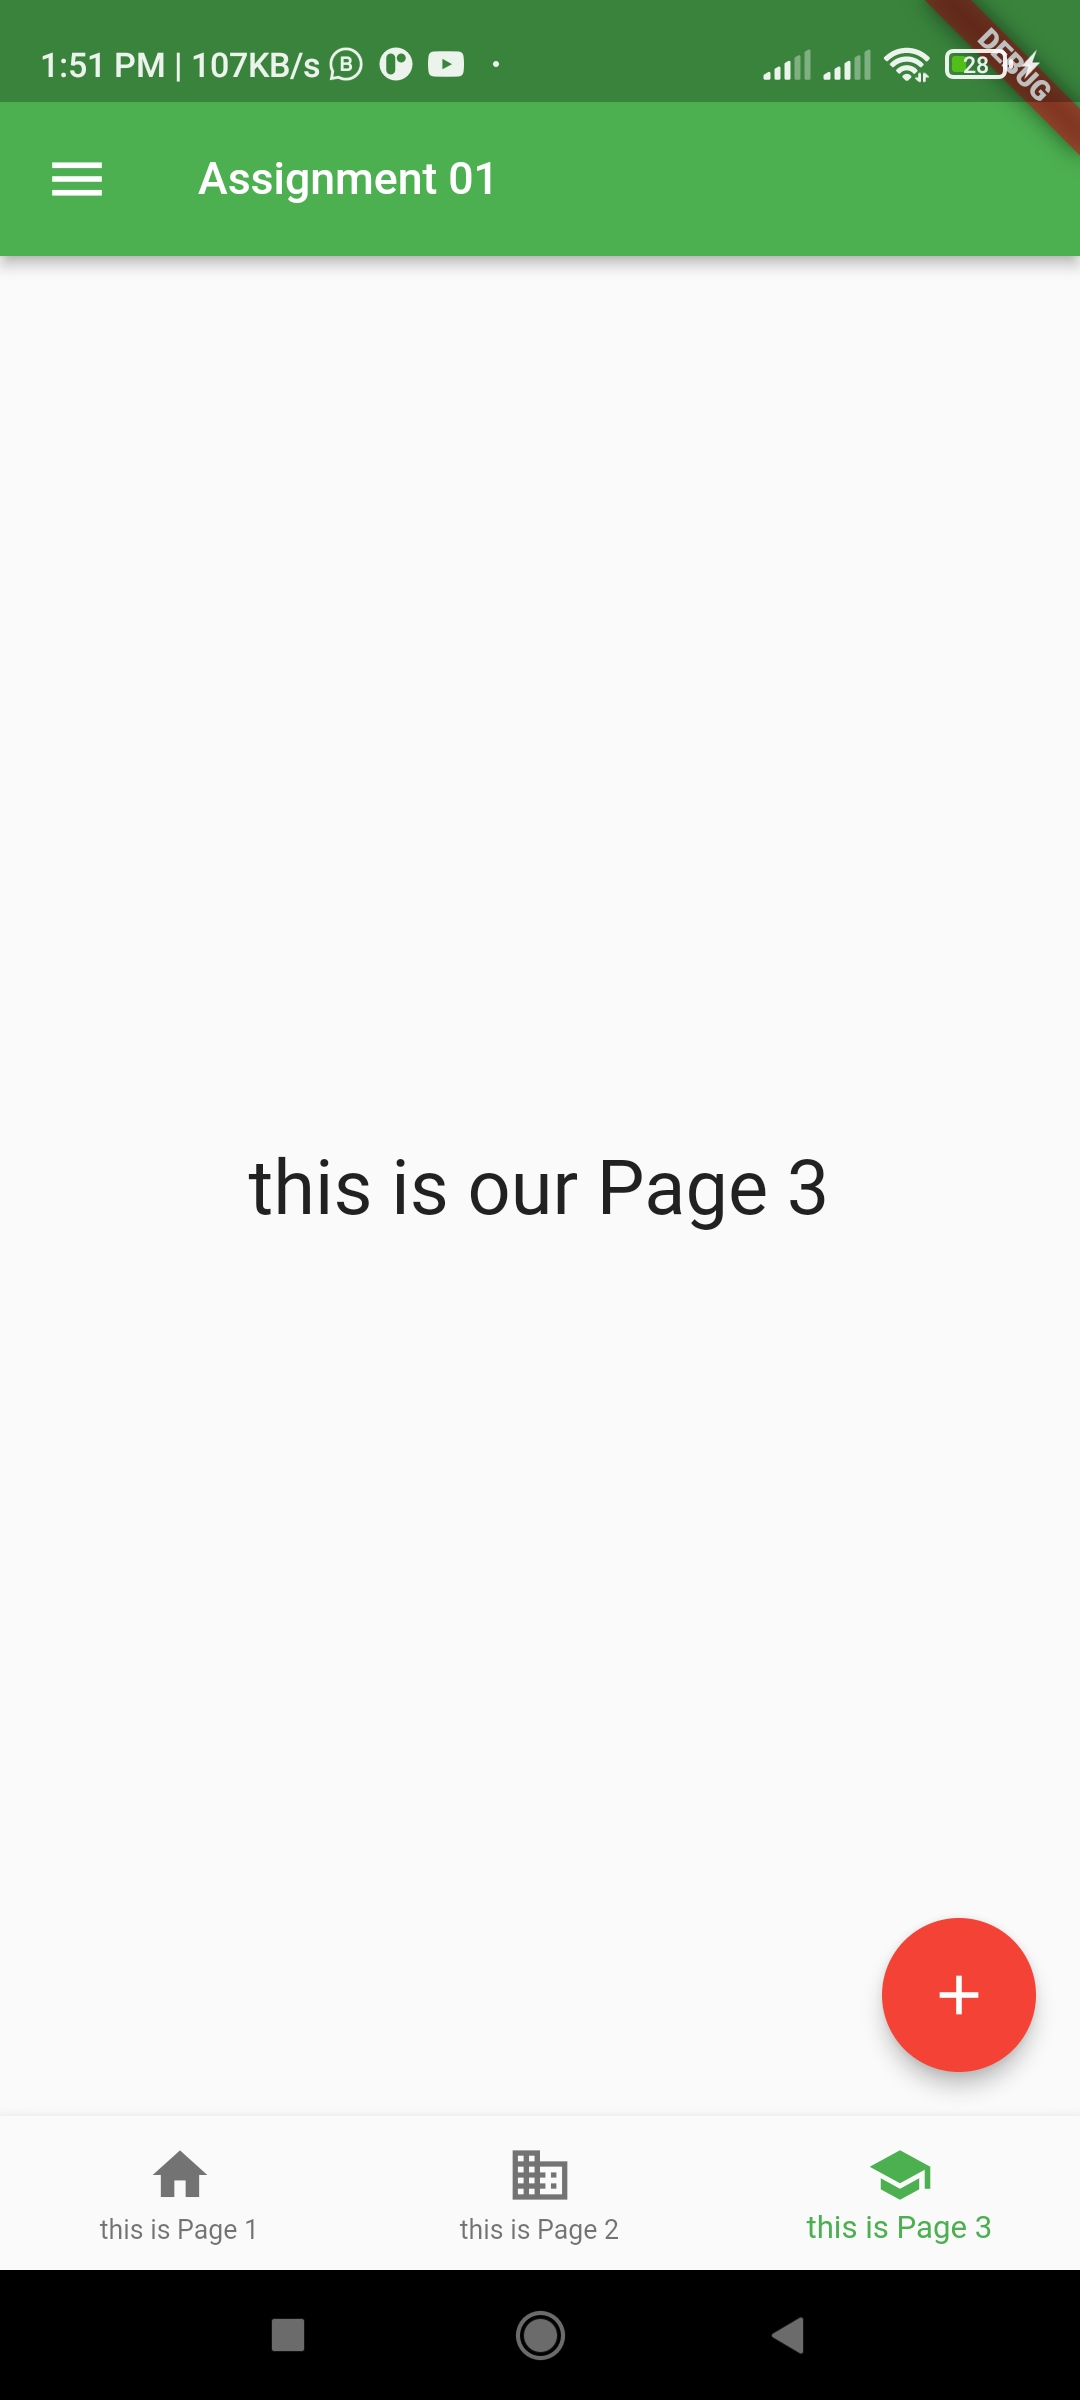 1:51 PM | 107KB/s B
28
DEBUG
Assignment 01
this is our Page 3
this is Page 1
this is Page 2
this is Page 3